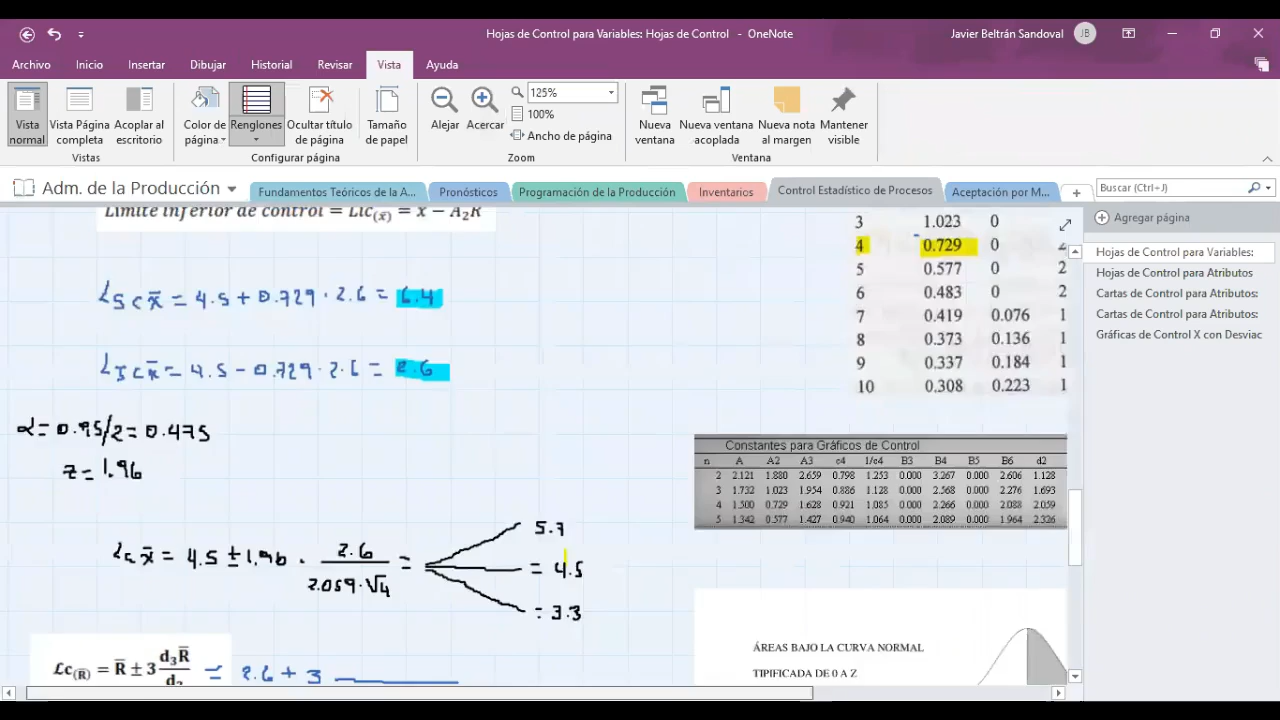 Hojas de Control para Variables: Hojas de Control - OneNote
Javier Beltrán Sandoval JB
Archivo Inicio Insertar Dibujar Historial Revisar Vista Ayuda
Vista normal
Vista Página completa
Acoplar al escritorio
Vistas
Color de página
Renglones
Ocultar título de página
Tamaño de papel
Configurar página
Alejar
Acercar
125%
100%
Ancho de página
Zoom
Nueva ventana
Nueva ventana acoplada
Nueva nota al margen
Mantener visible
Ventana
Adm. de la Producción
Fundamentos Teóricos de la A...
Pronósticos
Programación de la Producción
Inventarios
Control Estadístico de Procesos
Aceptación por M...
Buscar (Ctrl+J)
Agregar página
Hojas de Control para Variables:
Hojas de Control para Atributos
Cartas de Control para Atributos:
Cartas de Control para Atributos:
Gráficas de Control X con Desviac
Límite inferior de control = Lic(x̄) = x − A₂R
3 1.023 0
4 0.729 0 2
5 0.577 0 2
6 0.483 0 2
7 0.419 0.076 1
8 0.373 0.136 1
9 0.337 0.184 1
10 0.308 0.223 1
LSC x̄ = 4.5 + 0.729 · 2.6 = 6.4
LIC x̄ = 4.5 − 0.729 · 2.6 = 2.6
α = 0.95/2 = 0.475
z = 1.96
Lc x̄ = 4.5 ± 1.96 · 2.6 / 2.059 · √4 =
5.7
= 4.5
= 3.3
Constantes para Gráficos de Control
n A A2 A3 c4 1/c4 B3 B4 B5 B6 d2
2 2.121 1.880 2.659 0.798 1.253 0.000 3.267 0.000 2.606 1.128
3 1.732 1.023 1.954 0.886 1.128 0.000 2.568 0.000 2.276 1.693
4 1.500 0.729 1.628 0.921 1.085 0.000 2.266 0.000 2.088 2.059
5 1.342 0.577 1.427 0.940 1.064 0.000 2.089 0.000 1.964 2.326
ÁREAS BAJO LA CURVA NORMAL
TIPIFICADA DE 0 A Z
£c(R̄) = R̄ ± 3 d₃R̄ / d₂ = 2.6 + 3